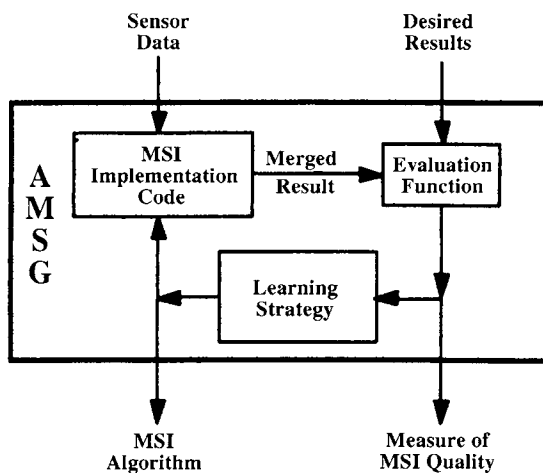 Sensor
Data
Desired
Results
AMSG
MSI
Implementation
Code
Merged
Result
Evaluation
Function
Learning
Strategy
MSI
Algorithm
Measure of
MSI Quality